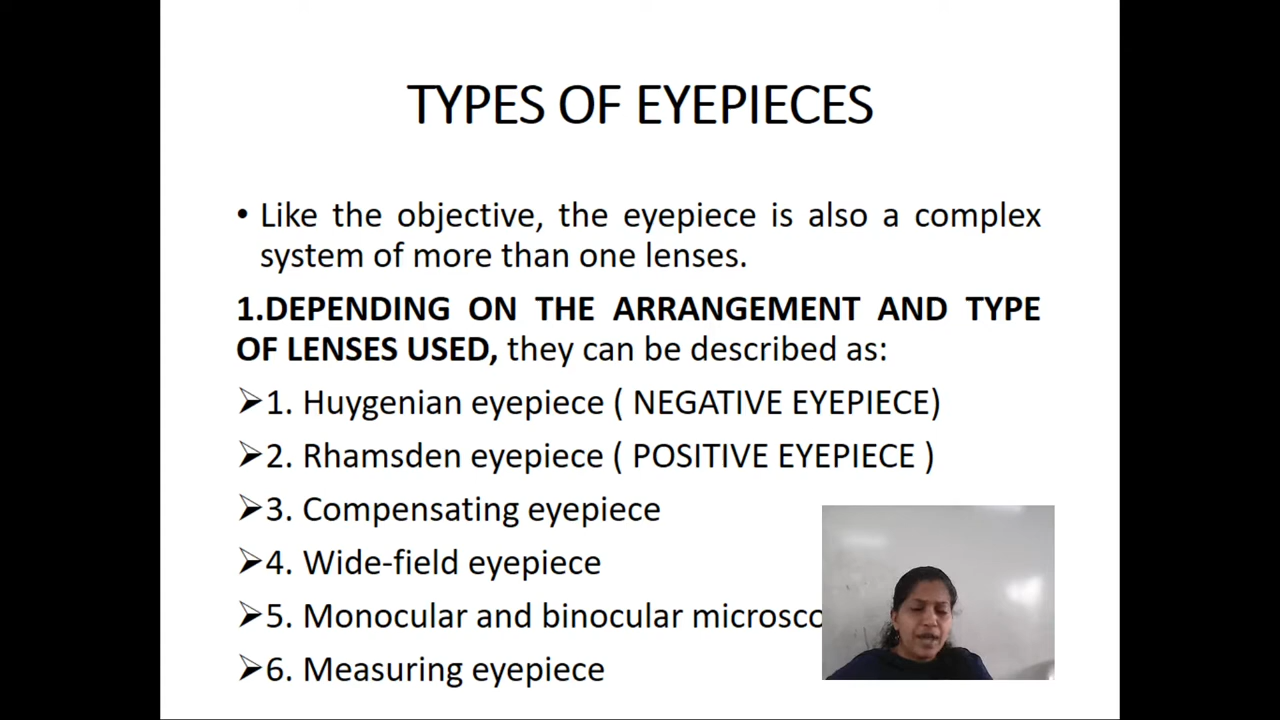 TYPES OF EYEPIECES
• Like the objective, the eyepiece is also a complex
system of more than one lenses.
1.DEPENDING ON THE ARRANGEMENT AND TYPE
OF LENSES USED, they can be described as:
➢1. Huygenian eyepiece ( NEGATIVE EYEPIECE)
➢2. Rhamsden eyepiece ( POSITIVE EYEPIECE )
➢3. Compensating eyepiece
➢4. Wide-field eyepiece
➢5. Monocular and binocular
➢6. Measuring eyepiece